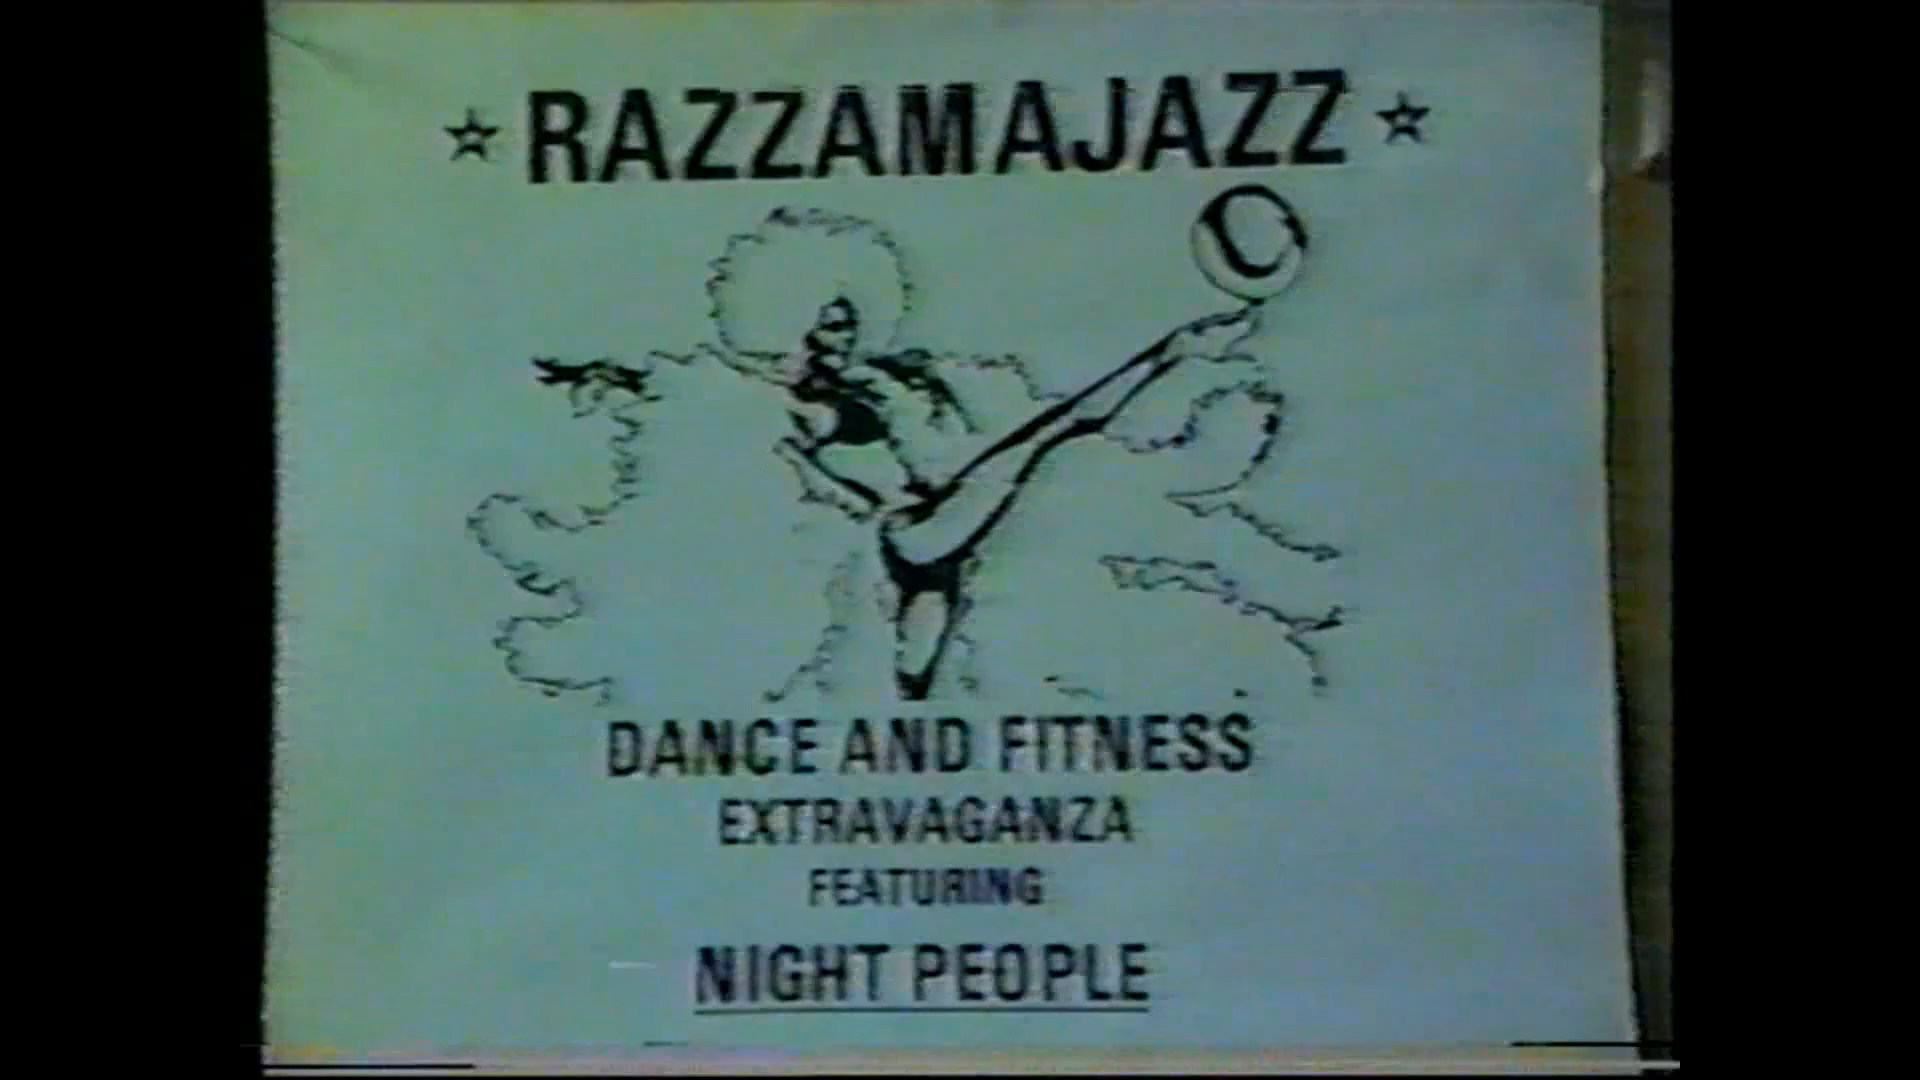 ☆ RAZZAMAJAZZ ☆
DANCE AND FITNESS
EXTRAVAGANZA
FEATURING
NIGHT PEOPLE